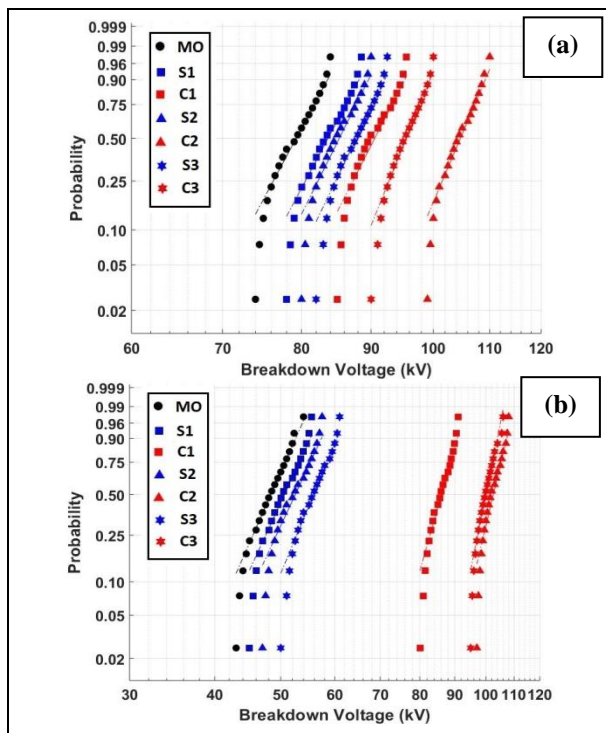 (a)
0.999
0.99
0.96
0.90
0.75
0.50
0.25
0.10
0.05
0.02
Probability
MO
S1
C1
S2
C2
S3
C3
60 70 80 90 100 110 120
Breakdown Voltage (kV)
(b)
0.999
0.99
0.96
0.90
0.75
0.50
0.25
0.10
0.05
0.02
Probability
MO
S1
C1
S2
C2
S3
C3
30 40 50 60 70 80 90 100 110 120
Breakdown Voltage (kV)